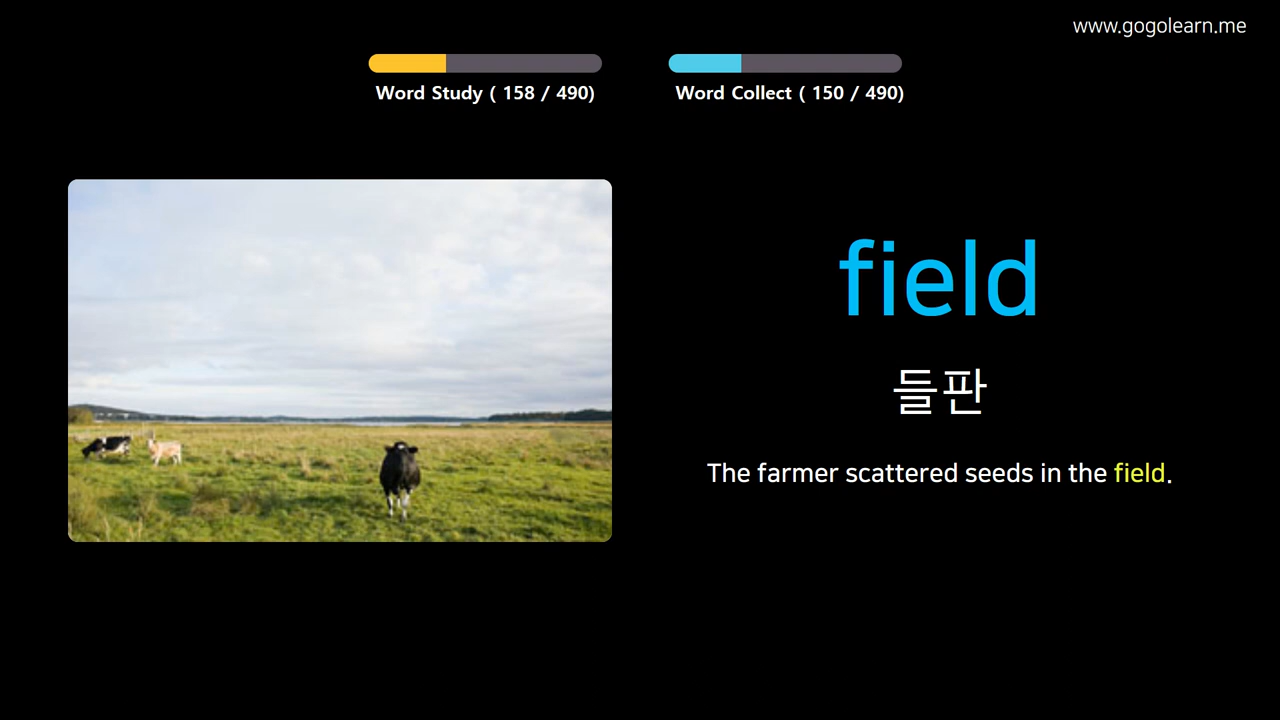 www.gogolearn.me
Word Study ( 158 / 490)
Word Collect ( 150 / 490)
field
들판
The farmer scattered seeds in the field.